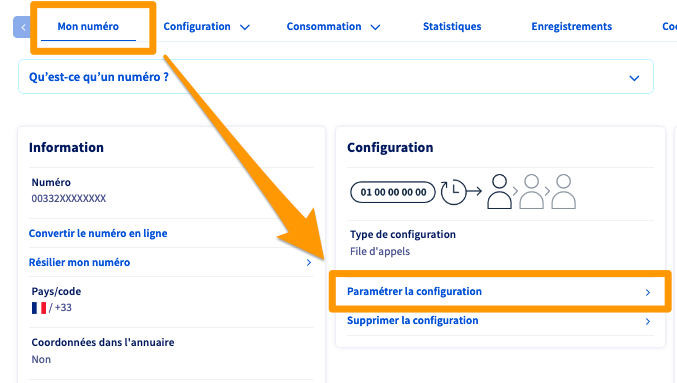 Mon numéro
Configuration
Consommation
Statistiques
Enregistrements
Qu'est-ce qu'un numéro ?
Information
Numéro
00332XXXXXXX
Convertir le numéro en ligne
Résilier mon numéro
Pays/code
/ +33
Coordonnées dans l'annuaire
Non
Configuration
01 00 00 00 00
Type de configuration
File d'appels
Paramétrer la configuration
Supprimer la configuration